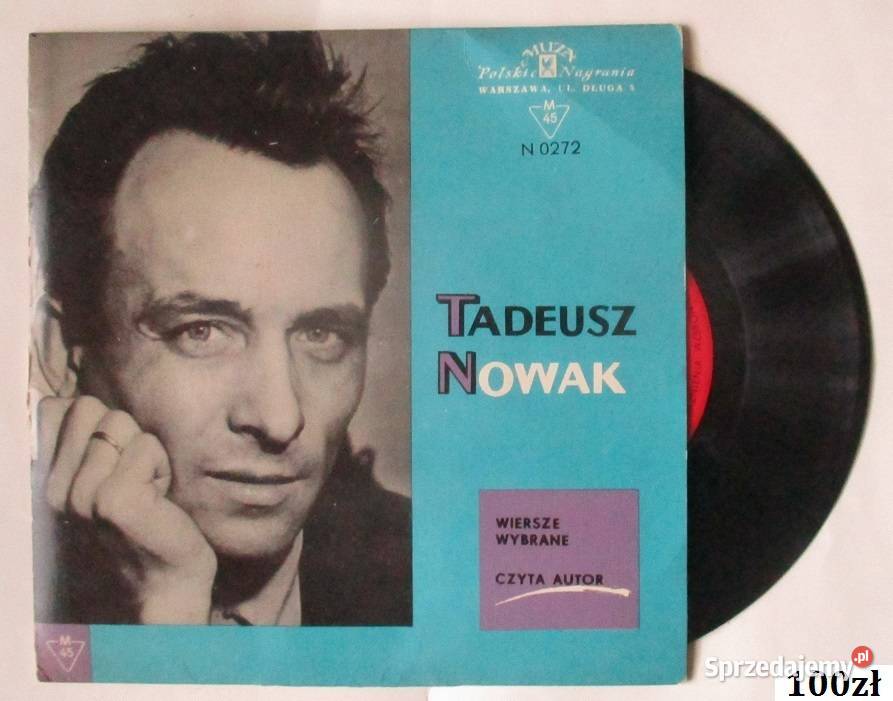 MUZA
Polskie Nagrania
WARSZAWA, UL. DŁUGA 5
M
45
N 0272
TADEUSZ
NOWAK
WIERSZE
WYBRANE
CZYTA AUTOR
M
45
Sprzedajemy.pl
100zł